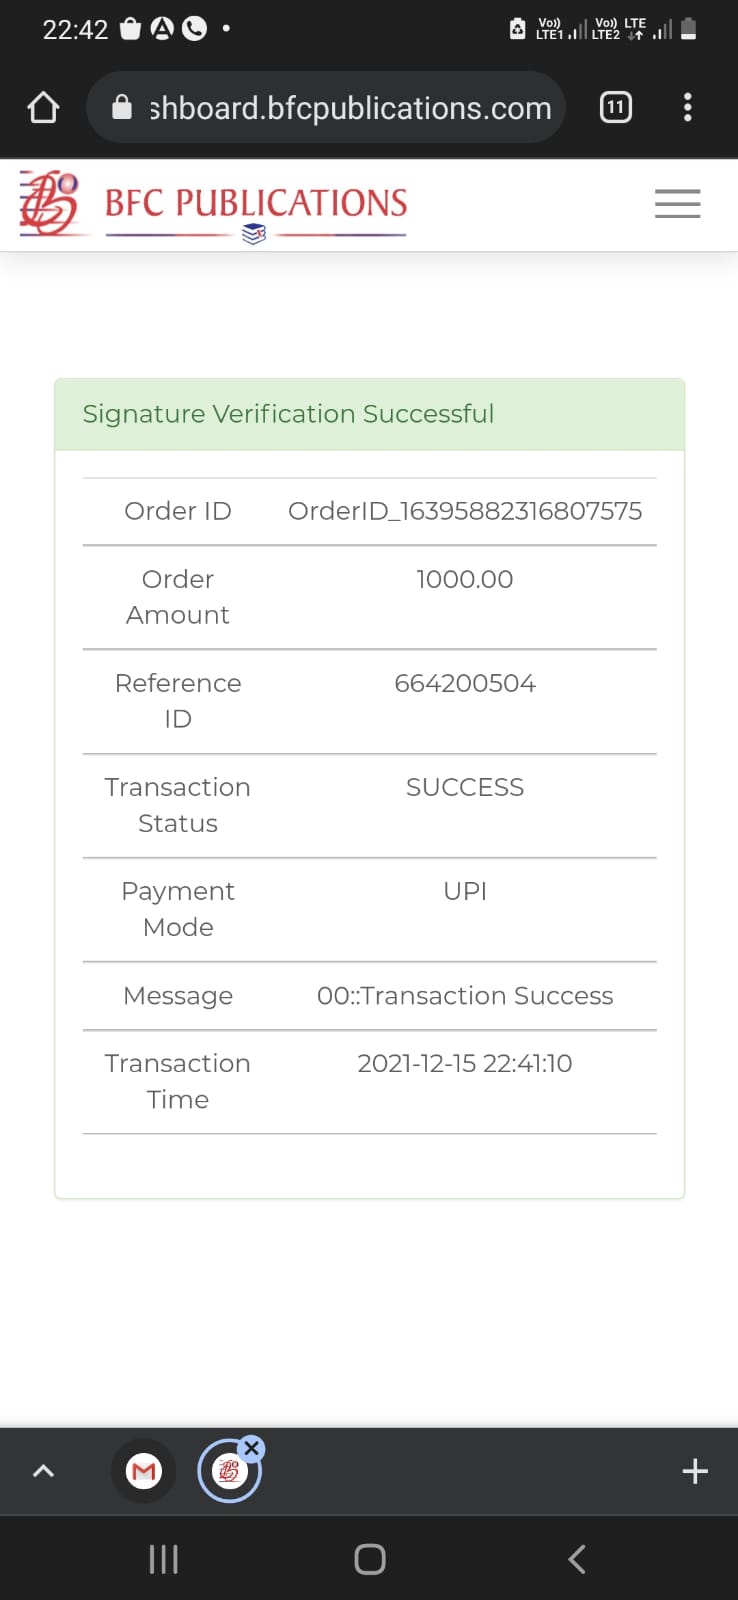 22:42
Vo)) LTE1 Vo)) LTE LTE2
shboard.bfcpublications.com
11
BFC PUBLICATIONS
Signature Verification Successful
Order ID OrderID_16395882316807575
Order 1000.00
Amount
Reference 664200504
ID
Transaction SUCCESS
Status
Payment UPI
Mode
Message 00::Transaction Success
Transaction 2021-12-15 22:41:10
Time